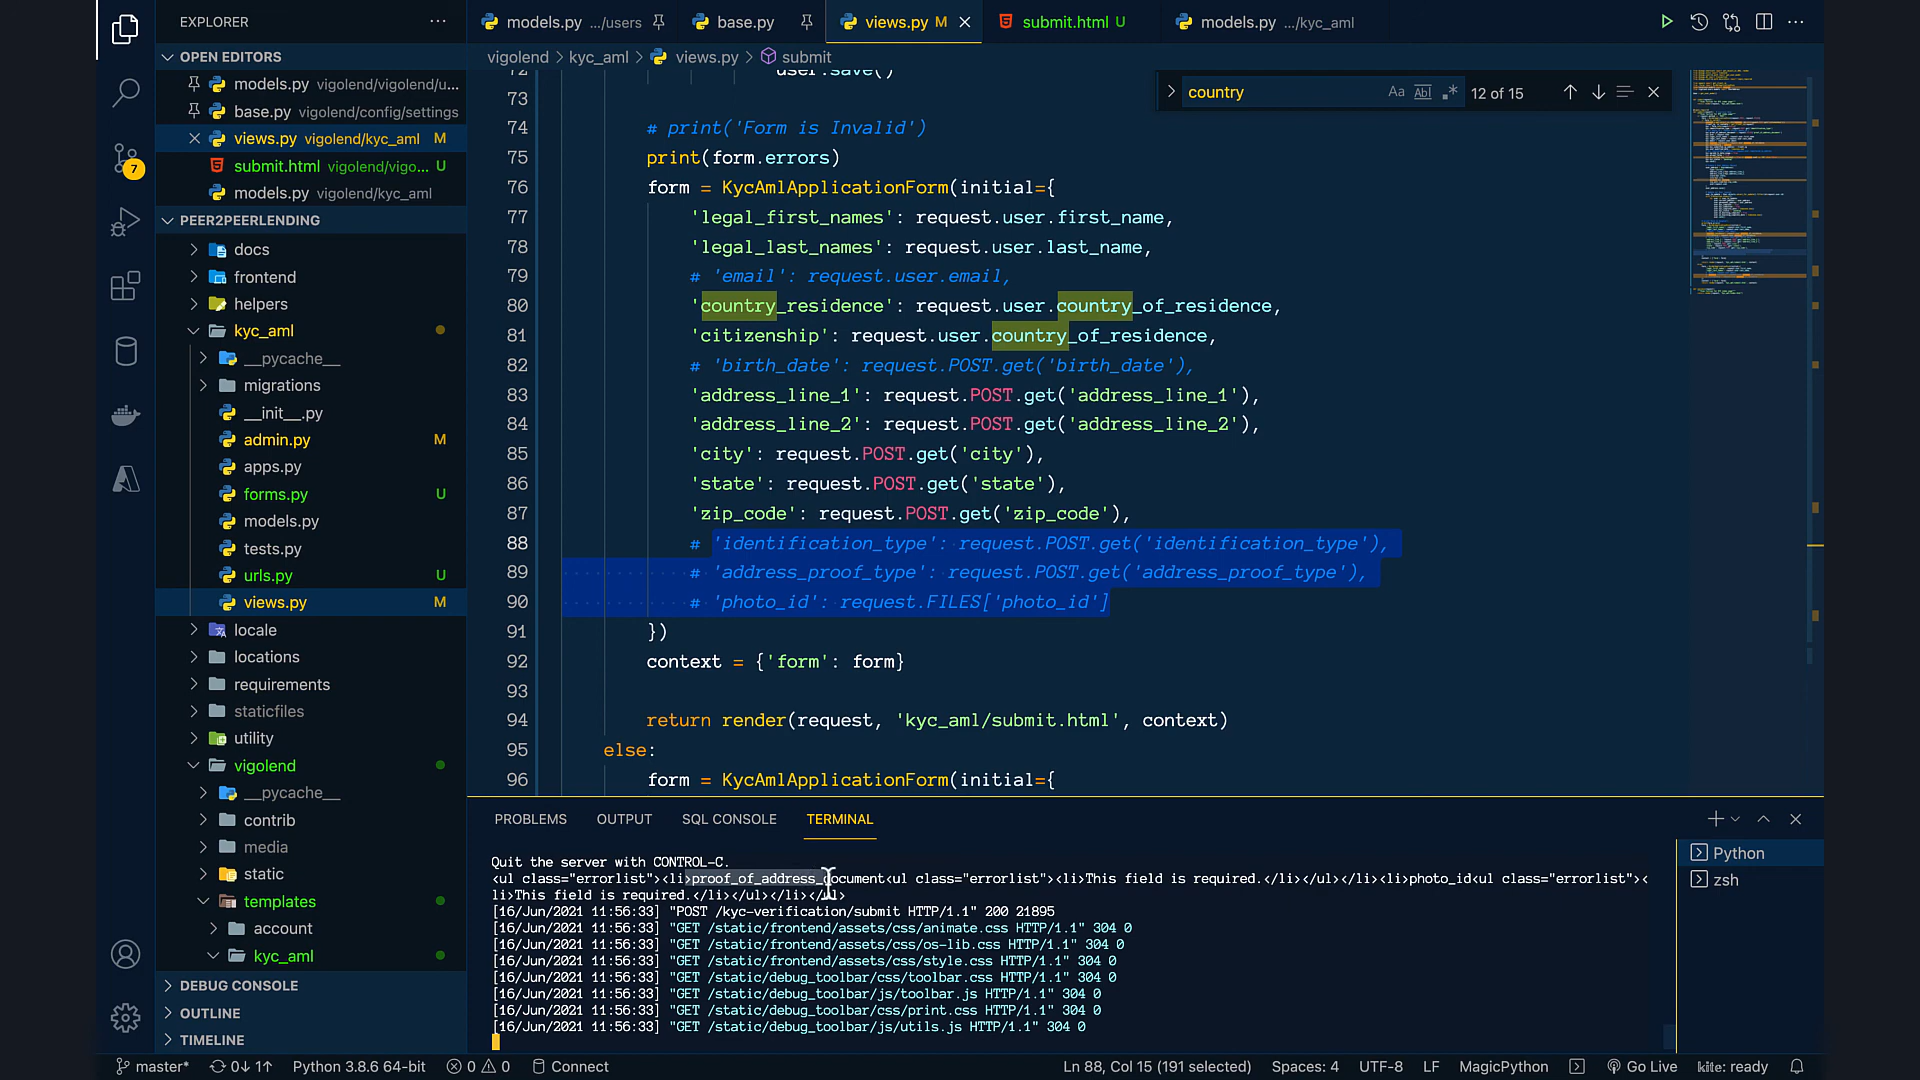 EXPLORER
OPEN EDITORS
models.py vigolend/vigolend/u...
base.py vigolend/config/settings
views.py vigolend/kyc_aml M
submit.html vigolend/vigo... U
models.py vigolend/kyc_aml
PEER2PEERLENDING
docs
frontend
helpers
kyc_aml
__pycache__
migrations
__init__.py
admin.py M
apps.py
forms.py U
models.py
tests.py
urls.py U
views.py M
locale
locations
requirements
staticfiles
utility
vigolend
__pycache__
contrib
media
static
templates
account
kyc_aml
DEBUG CONSOLE
OUTLINE
TIMELINE
7
models.py .../users
base.py
views.py M
submit.html U
models.py .../kyc_aml
vigolend > kyc_aml > views.py > submit
country
Aa Abl .* 12 of 15
72 user.save()
73
74 # print('Form is Invalid')
75 print(form.errors)
76 form = KycAmlApplicationForm(initial={
77 'legal_first_names': request.user.first_name,
78 'legal_last_names': request.user.last_name,
79 # 'email': request.user.email,
80 'country_residence': request.user.country_of_residence,
81 'citizenship': request.user.country_of_residence,
82 # 'birth_date': request.POST.get('birth_date'),
83 'address_line_1': request.POST.get('address_line_1'),
84 'address_line_2': request.POST.get('address_line_2'),
85 'city': request.POST.get('city'),
86 'state': request.POST.get('state'),
87 'zip_code': request.POST.get('zip_code'),
88 # 'identification_type': request.POST.get('identification_type'),
89 # 'address_proof_type': request.POST.get('address_proof_type'),
90 # 'photo_id': request.FILES['photo_id']
91 })
92 context = {'form': form}
93
94 return render(request, 'kyc_aml/submit.html', context)
95 else:
96 form = KycAmlApplicationForm(initial={
PROBLEMS OUTPUT SQL CONSOLE TERMINAL
Python
zsh
Quit the server with CONTROL-C.
<ul class="errorlist"><li>proof_of_address_document<ul class="errorlist"><li>This field is required.</li></ul></li><li>photo_id<ul class="errorlist"><
li>This field is required.</li></ul></li></ul>
[16/Jun/2021 11:56:33] "POST /kyc-verification/submit HTTP/1.1" 200 21895
[16/Jun/2021 11:56:33] "GET /static/frontend/assets/css/animate.css HTTP/1.1" 304 0
[16/Jun/2021 11:56:33] "GET /static/frontend/assets/css/os-lib.css HTTP/1.1" 304 0
[16/Jun/2021 11:56:33] "GET /static/frontend/assets/css/style.css HTTP/1.1" 304 0
[16/Jun/2021 11:56:33] "GET /static/debug_toolbar/css/toolbar.css HTTP/1.1" 304 0
[16/Jun/2021 11:56:33] "GET /static/debug_toolbar/js/toolbar.js HTTP/1.1" 304 0
[16/Jun/2021 11:56:33] "GET /static/debug_toolbar/css/print.css HTTP/1.1" 304 0
[16/Jun/2021 11:56:33] "GET /static/debug_toolbar/js/utils.js HTTP/1.1" 304 0
master* 0↓ 1↑ Python 3.8.6 64-bit 0 0 Connect Ln 88, Col 15 (191 selected) Spaces: 4 UTF-8 LF MagicPython Go Live kite: ready